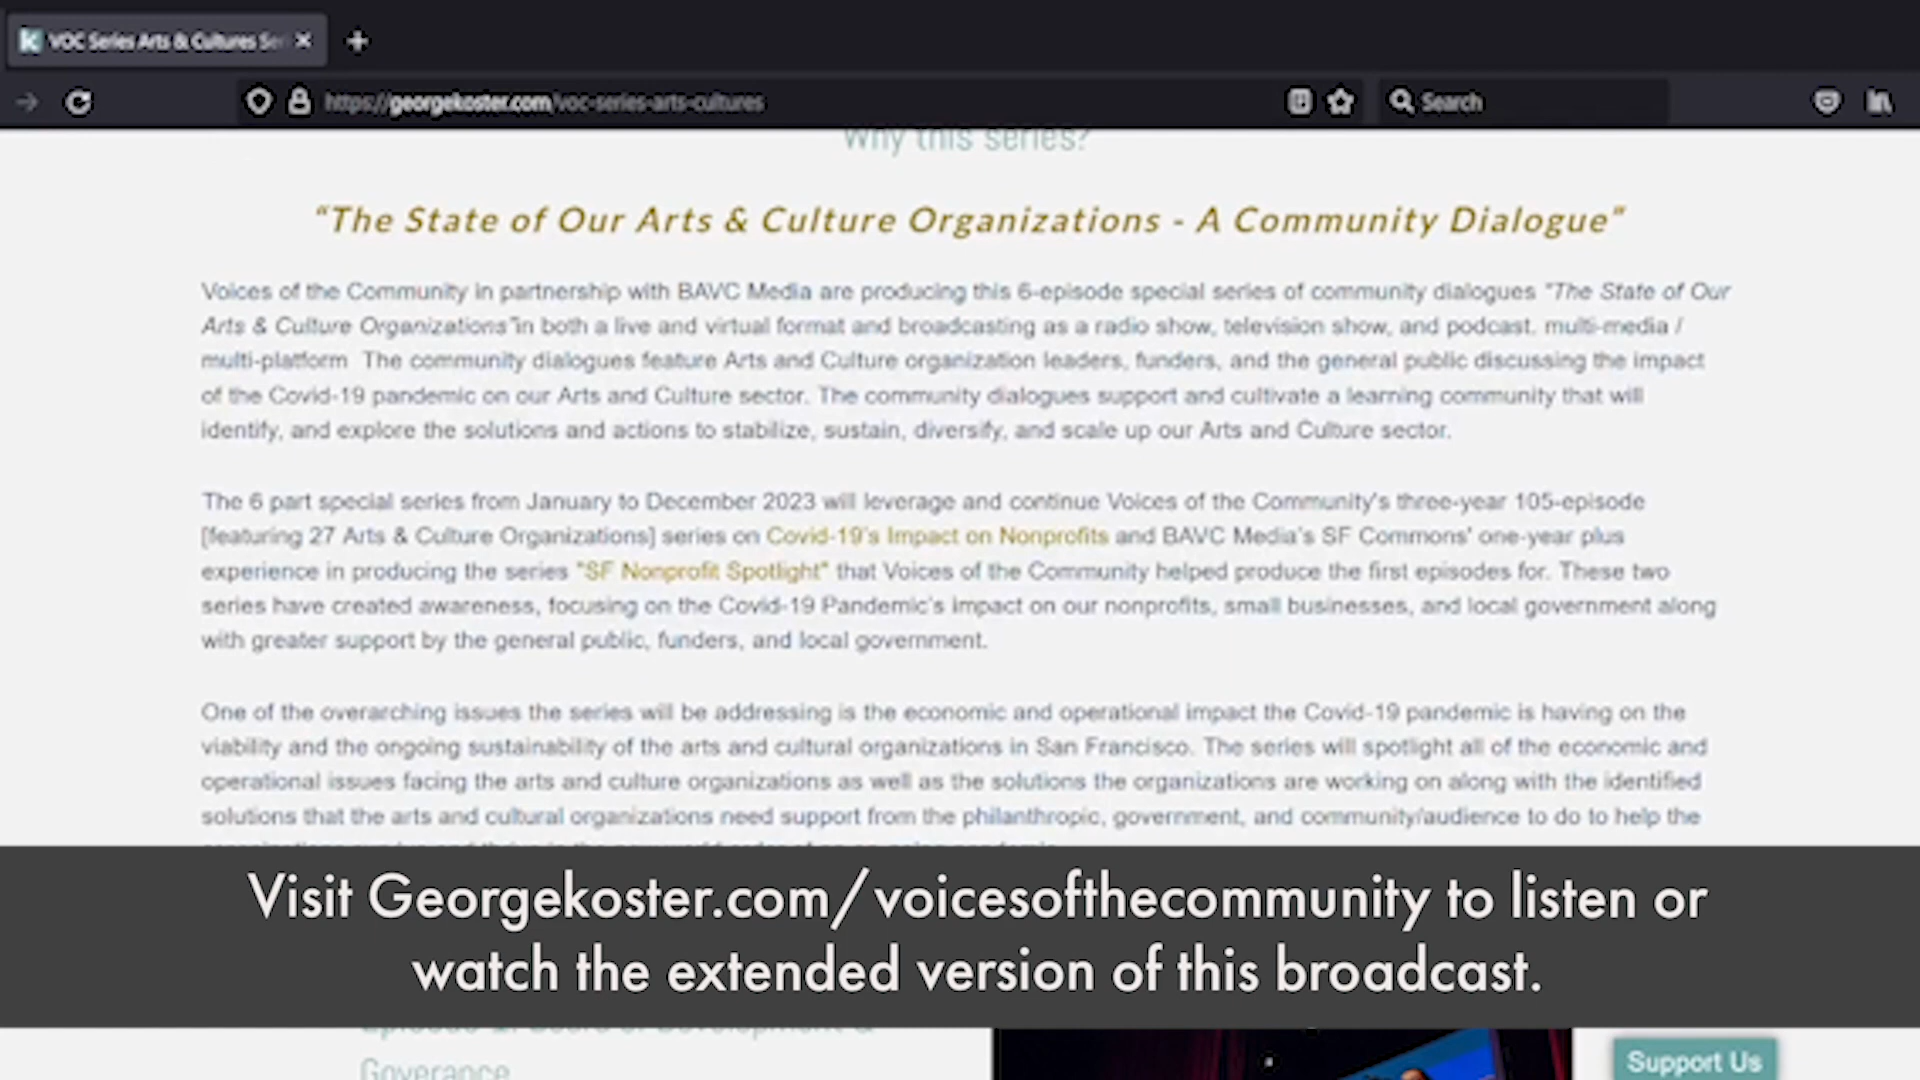 VOC Series Arts & Cultures Se
https://georgekoster.com/voc-series-arts-cultures
Search
Why this series?
"The State of Our Arts & Culture Organizations - A Community Dialogue"
Voices of the Community in partnership with BAVC Media are producing this 6-episode special series of community dialogues "The State of Our
Arts & Culture Organizations"in both a live and virtual format and broadcasting as a radio show, television show, and podcast. multi-media /
multi-platform  The community dialogues feature Arts and Culture organization leaders, funders, and the general public discussing the impact
of the Covid-19 pandemic on our Arts and Culture sector. The community dialogues support and cultivate a learning community that will
identify, and explore the solutions and actions to stabilize, sustain, diversify, and scale up our Arts and Culture sector.
The 6 part special series from January to December 2023 will leverage and continue Voices of the Community's three-year 105-episode
[featuring 27 Arts & Culture Organizations] series on Covid-19's Impact on Nonprofits and BAVC Media's SF Commons' one-year plus
experience in producing the series "SF Nonprofit Spotlight" that Voices of the Community helped produce the first episodes for. These two
series have created awareness, focusing on the Covid-19 Pandemic's impact on our nonprofits, small businesses, and local government along
with greater support by the general public, funders, and local government.
One of the overarching issues the series will be addressing is the economic and operational impact the Covid-19 pandemic is having on the
viability and the ongoing sustainability of the arts and cultural organizations in San Francisco. The series will spotlight all of the economic and
operational issues facing the arts and culture organizations as well as the solutions the organizations are working on along with the identified
solutions that the arts and cultural organizations need support from the philanthropic, government, and community/audience to do to help the
Visit Georgekoster.com/voicesofthecommunity to listen or
watch the extended version of this broadcast.
Goverance
Support Us